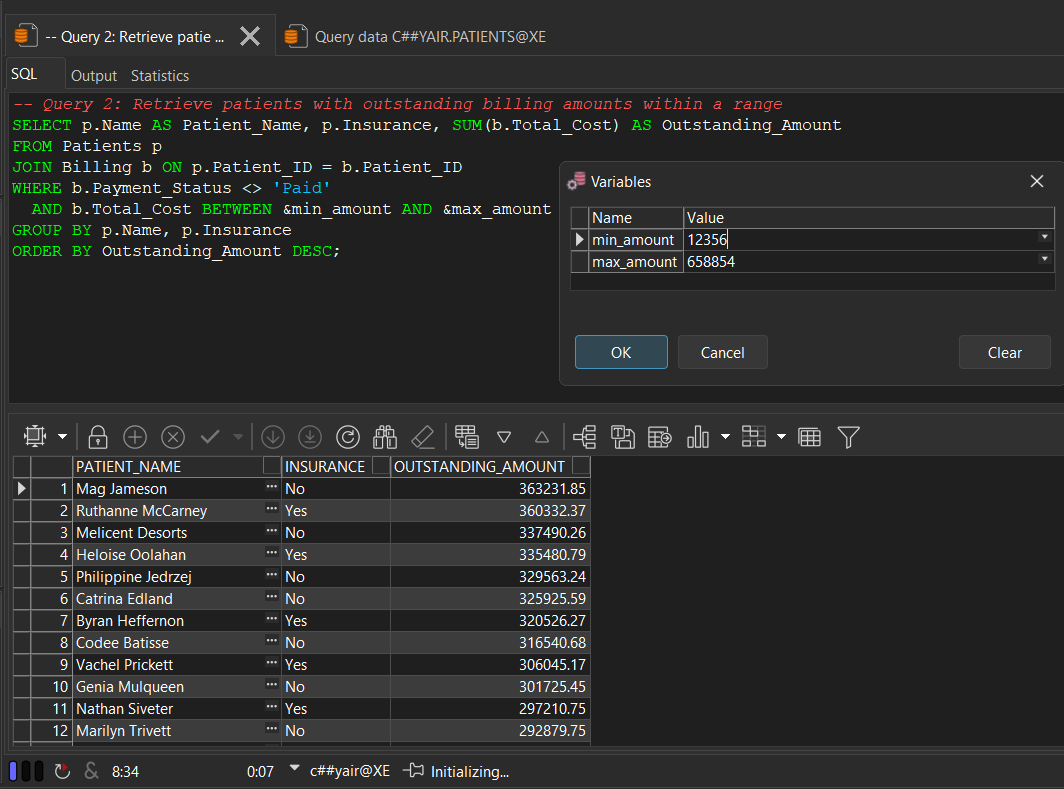 -- Query 2: Retrieve patie ... Query data C##YAIR.PATIENTS@XE
SQL Output Statistics
-- Query 2: Retrieve patients with outstanding billing amounts within a range
SELECT p.Name AS Patient_Name, p.Insurance, SUM(b.Total_Cost) AS Outstanding_Amount
FROM Patients p
JOIN Billing b ON p.Patient_ID = b.Patient_ID
WHERE b.Payment_Status <> 'Paid'
AND b.Total_Cost BETWEEN &min_amount AND &max_amount
GROUP BY p.Name, p.Insurance
ORDER BY Outstanding_Amount DESC;
Variables
Name Value
min_amount 12356
max_amount 658854
OK Cancel Clear
PATIENT_NAME INSURANCE OUTSTANDING_AMOUNT
1 Mag Jameson ... No 363231.85
2 Ruthanne McCarney ... Yes 360332.37
3 Melicent Desorts ... No 337490.26
4 Heloise Oolahan ... Yes 335480.79
5 Philippine Jedrzej ... No 329563.24
6 Catrina Edland ... No 325925.59
7 Byran Heffernon ... Yes 320526.27
8 Codee Batisse ... No 316540.68
9 Vachel Prickett ... Yes 306045.17
10 Genia Mulqueen ... No 301725.45
11 Nathan Siveter ... Yes 297210.75
12 Marilyn Trivett ... No 292879.75
& 8:34 0:07 c##yair@XE Initializing...